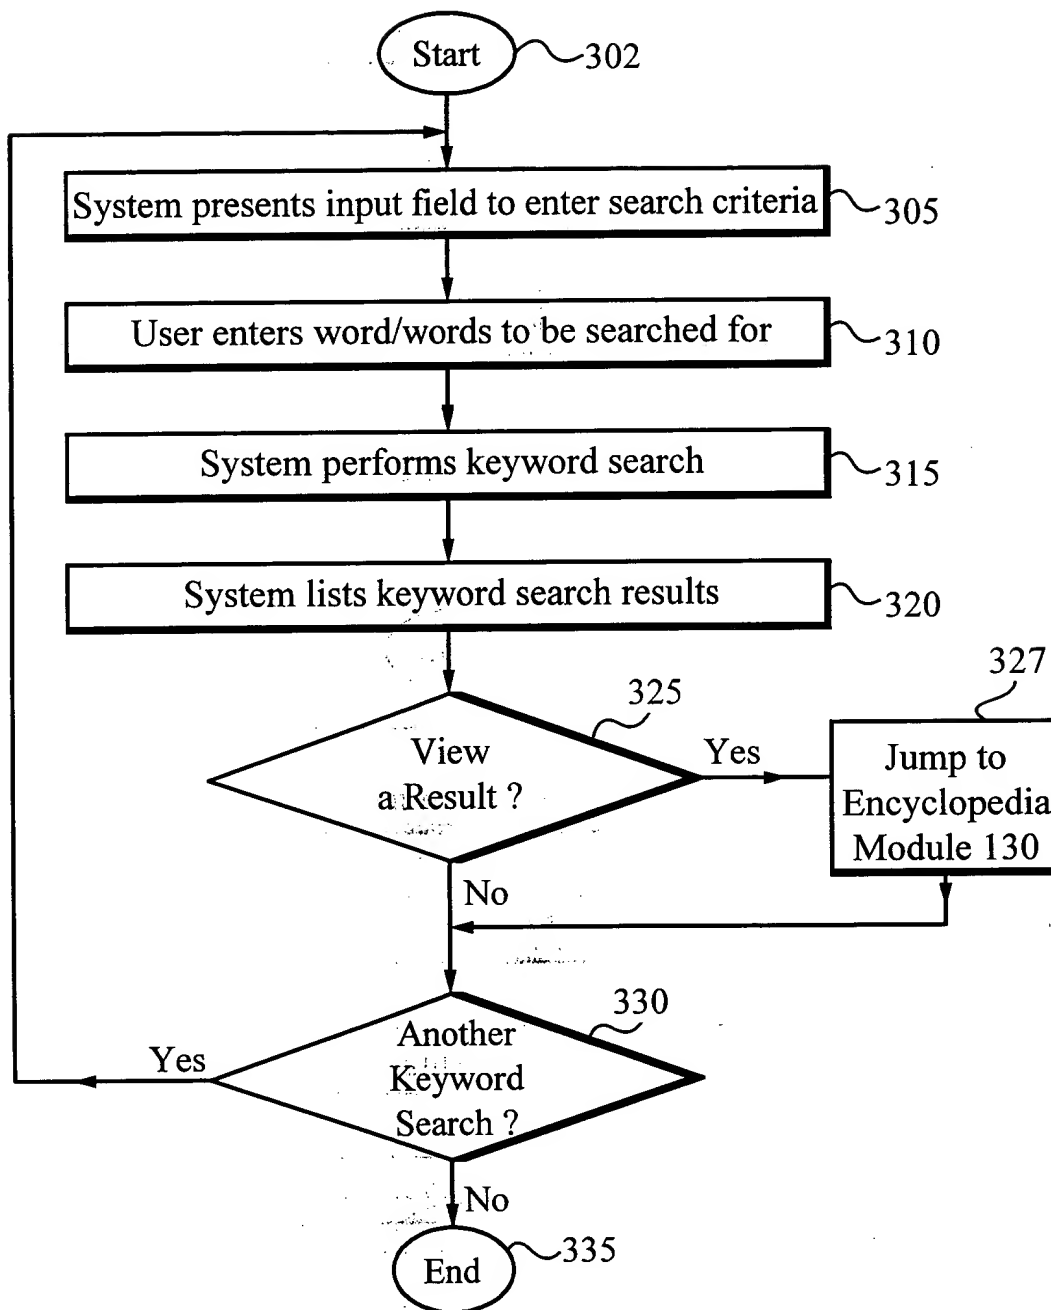 Start
302
System presents input field to enter search criteria
305
User enters word/words to be searched for
310
System performs keyword search
315
System lists keyword search results
320
325
327
View
a Result ?
Yes
Jump to
Encyclopedia
Module 130
No
330
Another
Keyword
Search ?
Yes
No
335
End